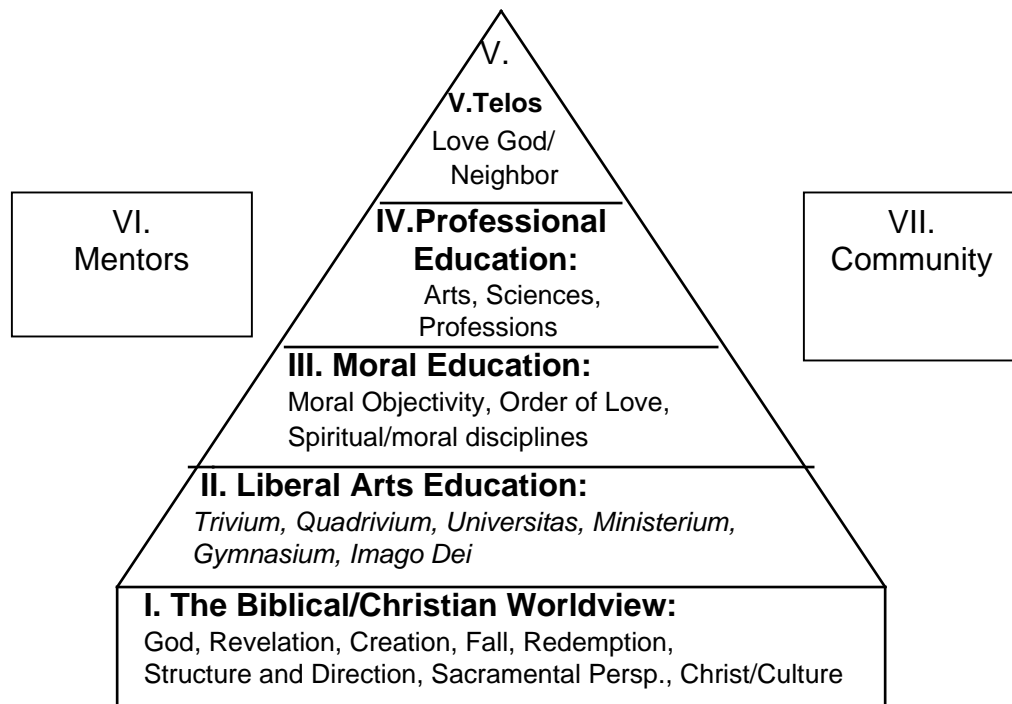 V.
V.Telos
Love God/
Neighbor
VI.
Mentors
IV.Professional
Education:
Arts, Sciences,
Professions
VII.
Community
III. Moral Education:
Moral Objectivity, Order of Love,
Spiritual/moral disciplines
II. Liberal Arts Education:
Trivium, Quadrivium, Universitas, Ministerium,
Gymnasium, Imago Dei
I. The Biblical/Christian Worldview:
God, Revelation, Creation, Fall, Redemption,
Structure and Direction, Sacramental Persp., Christ/Culture